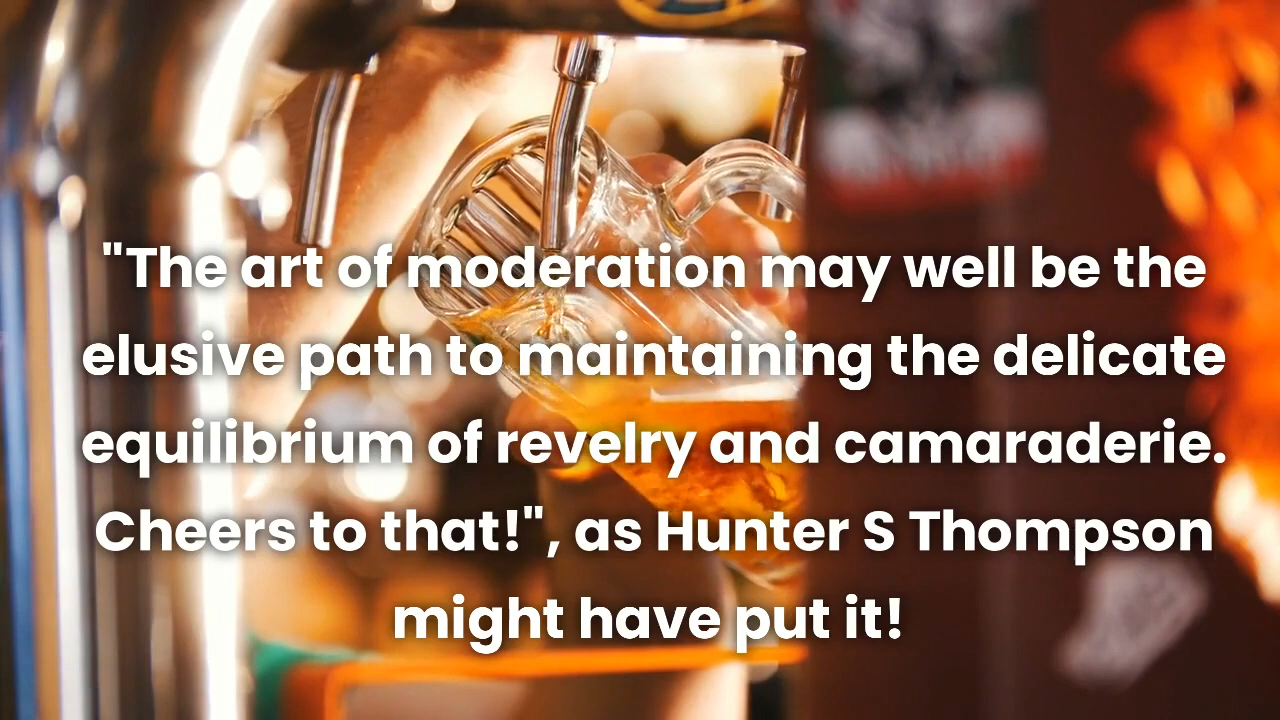 "The art of moderation may well be the
elusive path to maintaining the delicate
equilibrium of revelry and camaraderie.
Cheers to that!", as Hunter S Thompson
might have put it!